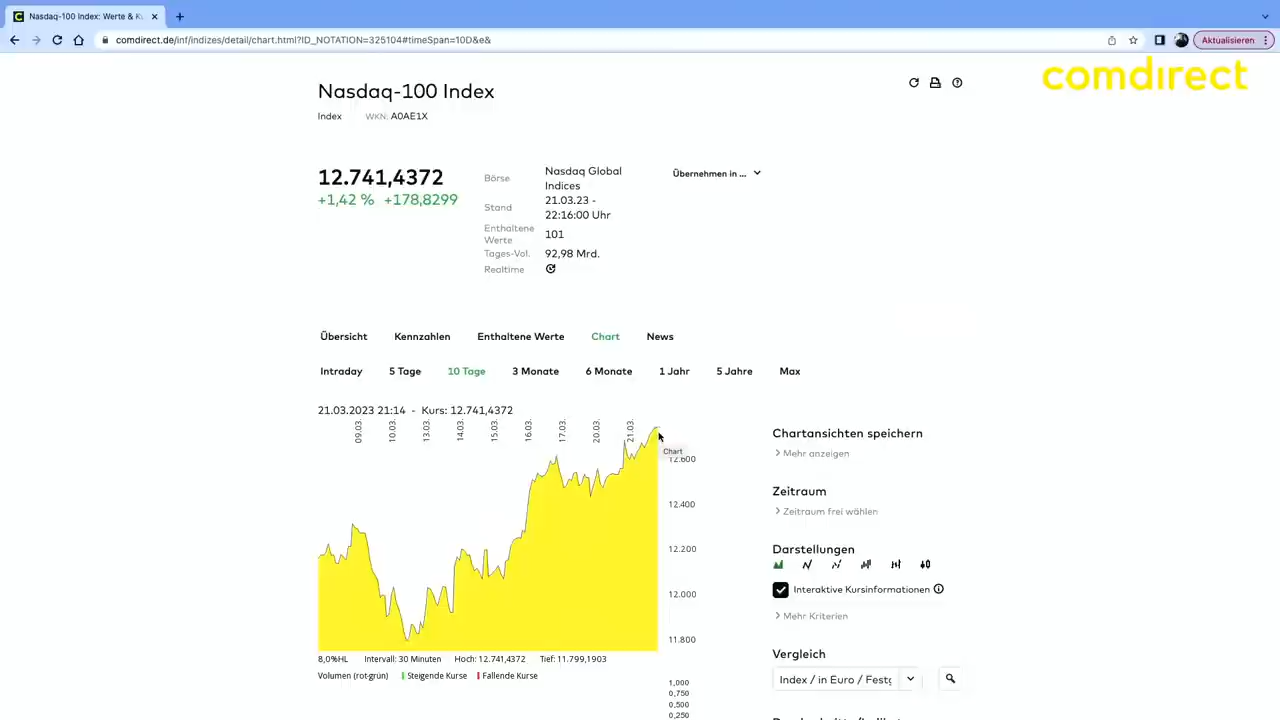 Nasdaq-100 Index: Werte & K
comdirect.de/inf/indizes/detail/chart.html?ID_NOTATION=325104#timeSpan=10D&e&
Aktualisieren
comdirect
Nasdaq-100 Index
Index
WKN: A0AE1X
12.741,4372
+1,42 % +178,8299
Börse
Nasdaq Global
Indices
Stand
21.03.23 -
22:16:00 Uhr
Enthaltene
Werte
101
Tages-Vol.
92,98 Mrd.
Realtime
Übernehmen in ...
Übersicht Kennzahlen Enthaltene Werte Chart News
Intraday 5 Tage 10 Tage 3 Monate 6 Monate 1 Jahr 5 Jahre Max
21.03.2023 21:14 - Kurs: 12.741,4372
09.03. 10.03. 13.03. 14.03. 15.03. 16.03. 17.03. 20.03. 21.03.
Chart
12.600
12.400
12.200
12.000
11.800
8,0%HL Intervall: 30 Minuten Hoch: 12.741,4372 Tief: 11.799,1903
Volumen (rot-grün) Steigende Kurse Fallende Kurse
1,000
0,750
0,500
0,250
Chartansichten speichern
Mehr anzeigen
Zeitraum
Zeitraum frei wählen
Darstellungen
Interaktive Kursinformationen
Mehr Kriterien
Vergleich
Index / in Euro / Festg